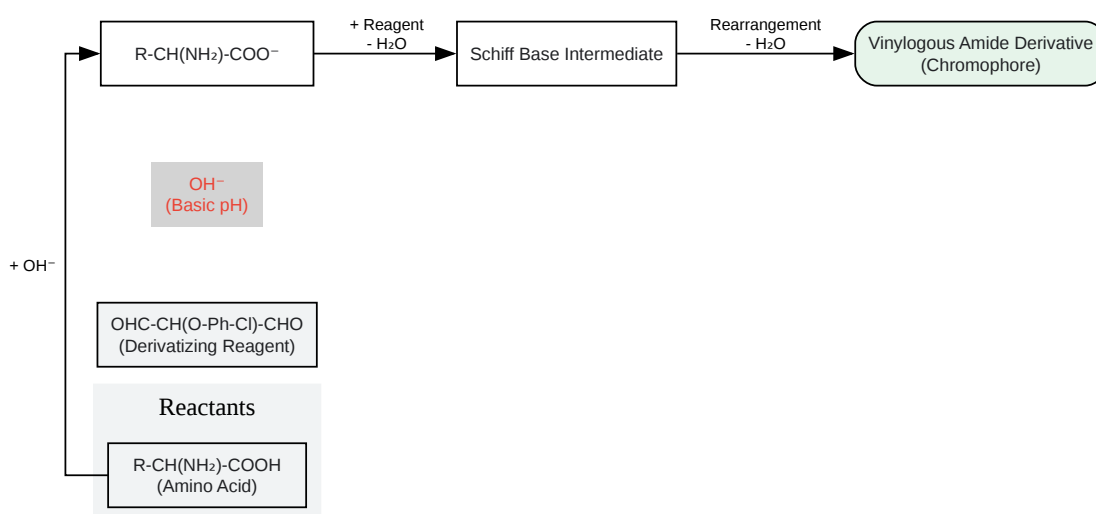 R-CH(NH₂)-COO⁻
+ Reagent
- H₂O
Schiff Base Intermediate
Rearrangement
- H₂O
Vinylogous Amide Derivative
(Chromophore)
OH⁻
(Basic pH)
+ OH⁻
OHC-CH(O-Ph-Cl)-CHO
(Derivatizing Reagent)
Reactants
R-CH(NH₂)-COOH
(Amino Acid)